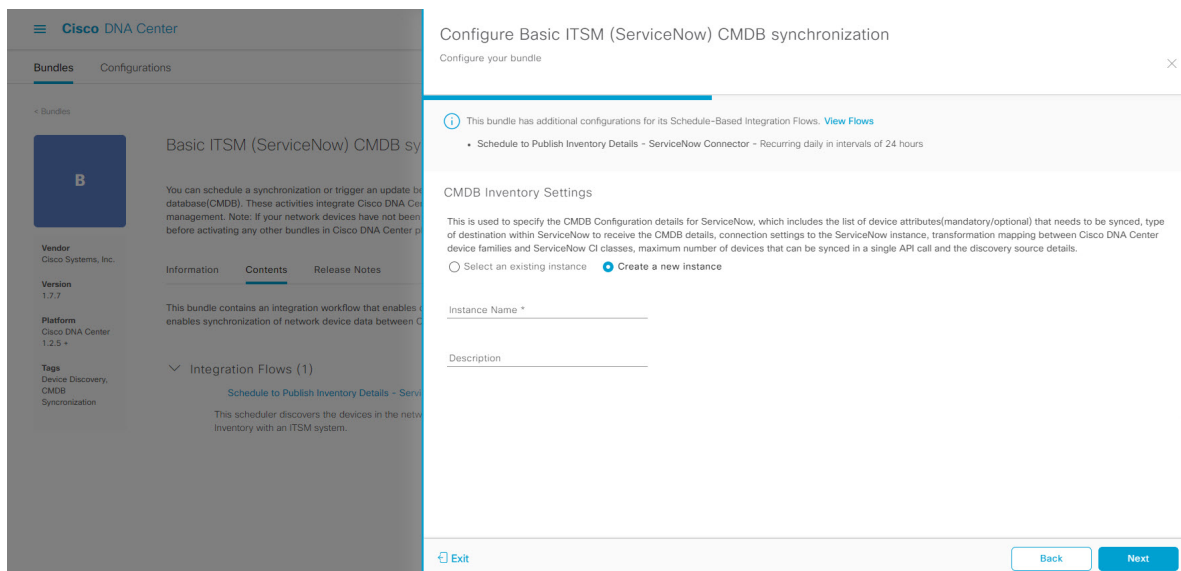 Cisco DNA Center
Bundles Configurations
< Bundles
B
Vendor
Cisco Systems, Inc.
Version
1.7.7
Platform
Cisco DNA Center
1.2.5 +
Tags
Device Discovery,
CMDB
Syncronization
Basic ITSM (ServiceNow) CMDB sy
You can schedule a synchronization or trigger an update be
database(CMDB). These activities integrate Cisco DNA Cen
management. Note: If your network devices have not been
before activating any other bundles in Cisco DNA Center pl
Information Contents Release Notes
This bundle contains an integration workflow that enables
enables synchronization of network device data between C
Integration Flows (1)
Schedule to Publish Inventory Details - Servi
This scheduler discovers the devices in the netw
Inventory with an ITSM system.
Configure Basic ITSM (ServiceNow) CMDB synchronization
Configure your bundle
This bundle has additional configurations for its Schedule-Based Integration Flows. View Flows
• Schedule to Publish Inventory Details - ServiceNow Connector - Recurring daily in intervals of 24 hours
CMDB Inventory Settings
This is used to specify the CMDB Configuration details for ServiceNow, which includes the list of device attributes(mandatory/optional) that needs to be synced, type
of destination within ServiceNow to receive the CMDB details, connection settings to the ServiceNow instance, transformation mapping between Cisco DNA Center
device families and ServiceNow CI classes, maximum number of devices that can be synced in a single API call and the discovery source details.
Select an existing instance Create a new instance
Instance Name *
Description
Exit Back Next